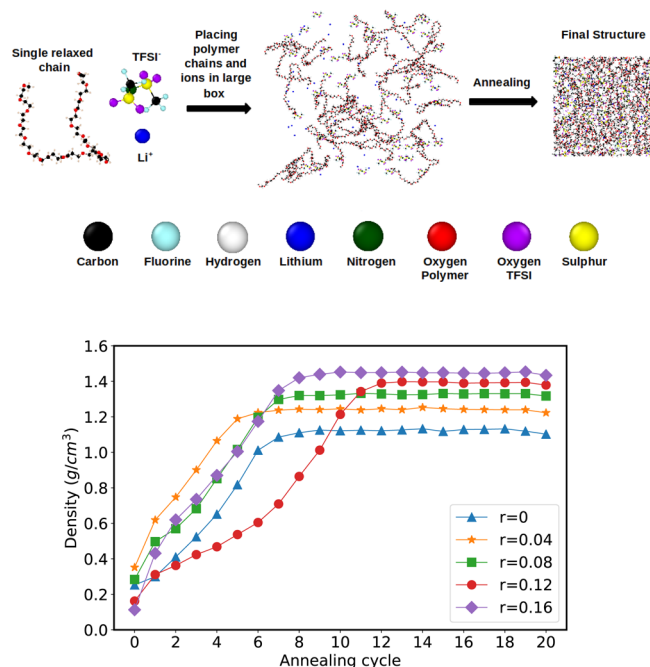 Single relaxed
chain
TFSI-
Li+
Placing
polymer
chains and
ions in large
box
Annealing
Final Structure
Carbon
Fluorine
Hydrogen
Lithium
Nitrogen
Oxygen
Polymer
Oxygen
TFSI
Sulphur
Density (g/cm³)
1.6
1.4
1.2
1.0
0.8
0.6
0.4
0.2
0.0
r=0
r=0.04
r=0.08
r=0.12
r=0.16
0 2 4 6 8 10 12 14 16 18 20
Annealing cycle